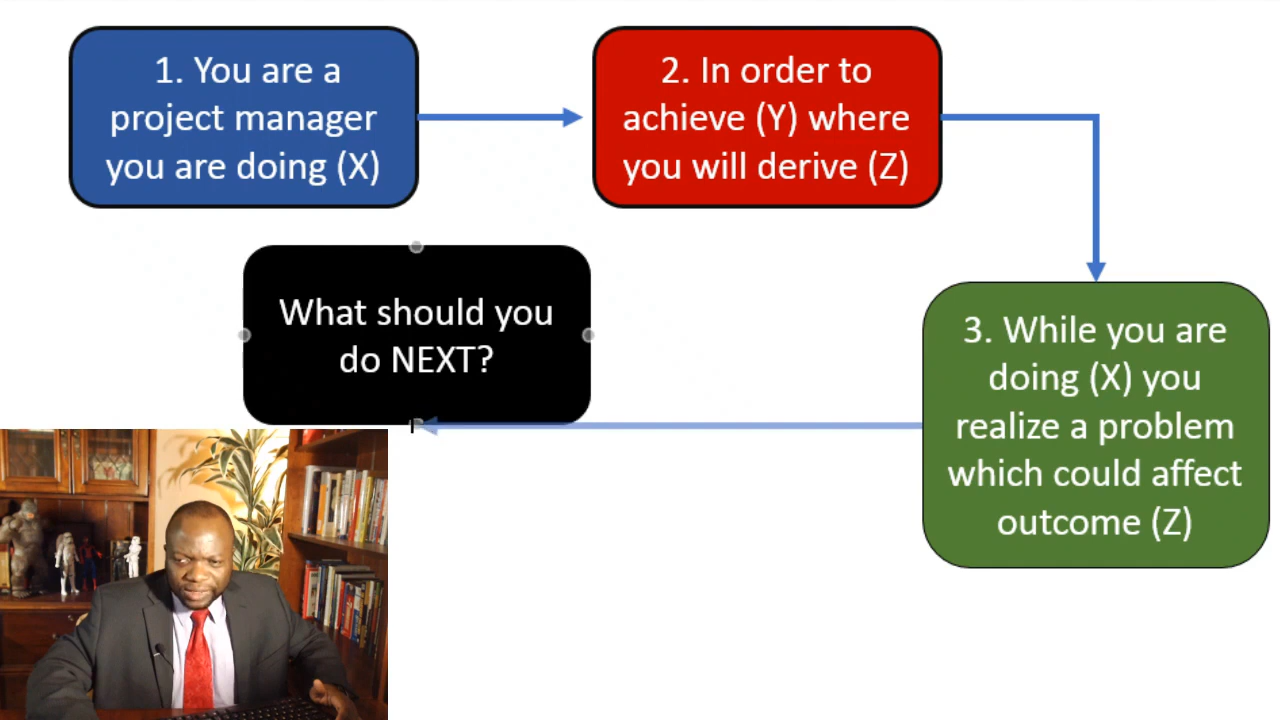 1. You are a
project manager
you are doing (X)
2. In order to
achieve (Y) where
you will derive (Z)
3. While you are
doing (X) you
realize a problem
which could affect
outcome (Z)
What should you
do NEXT?